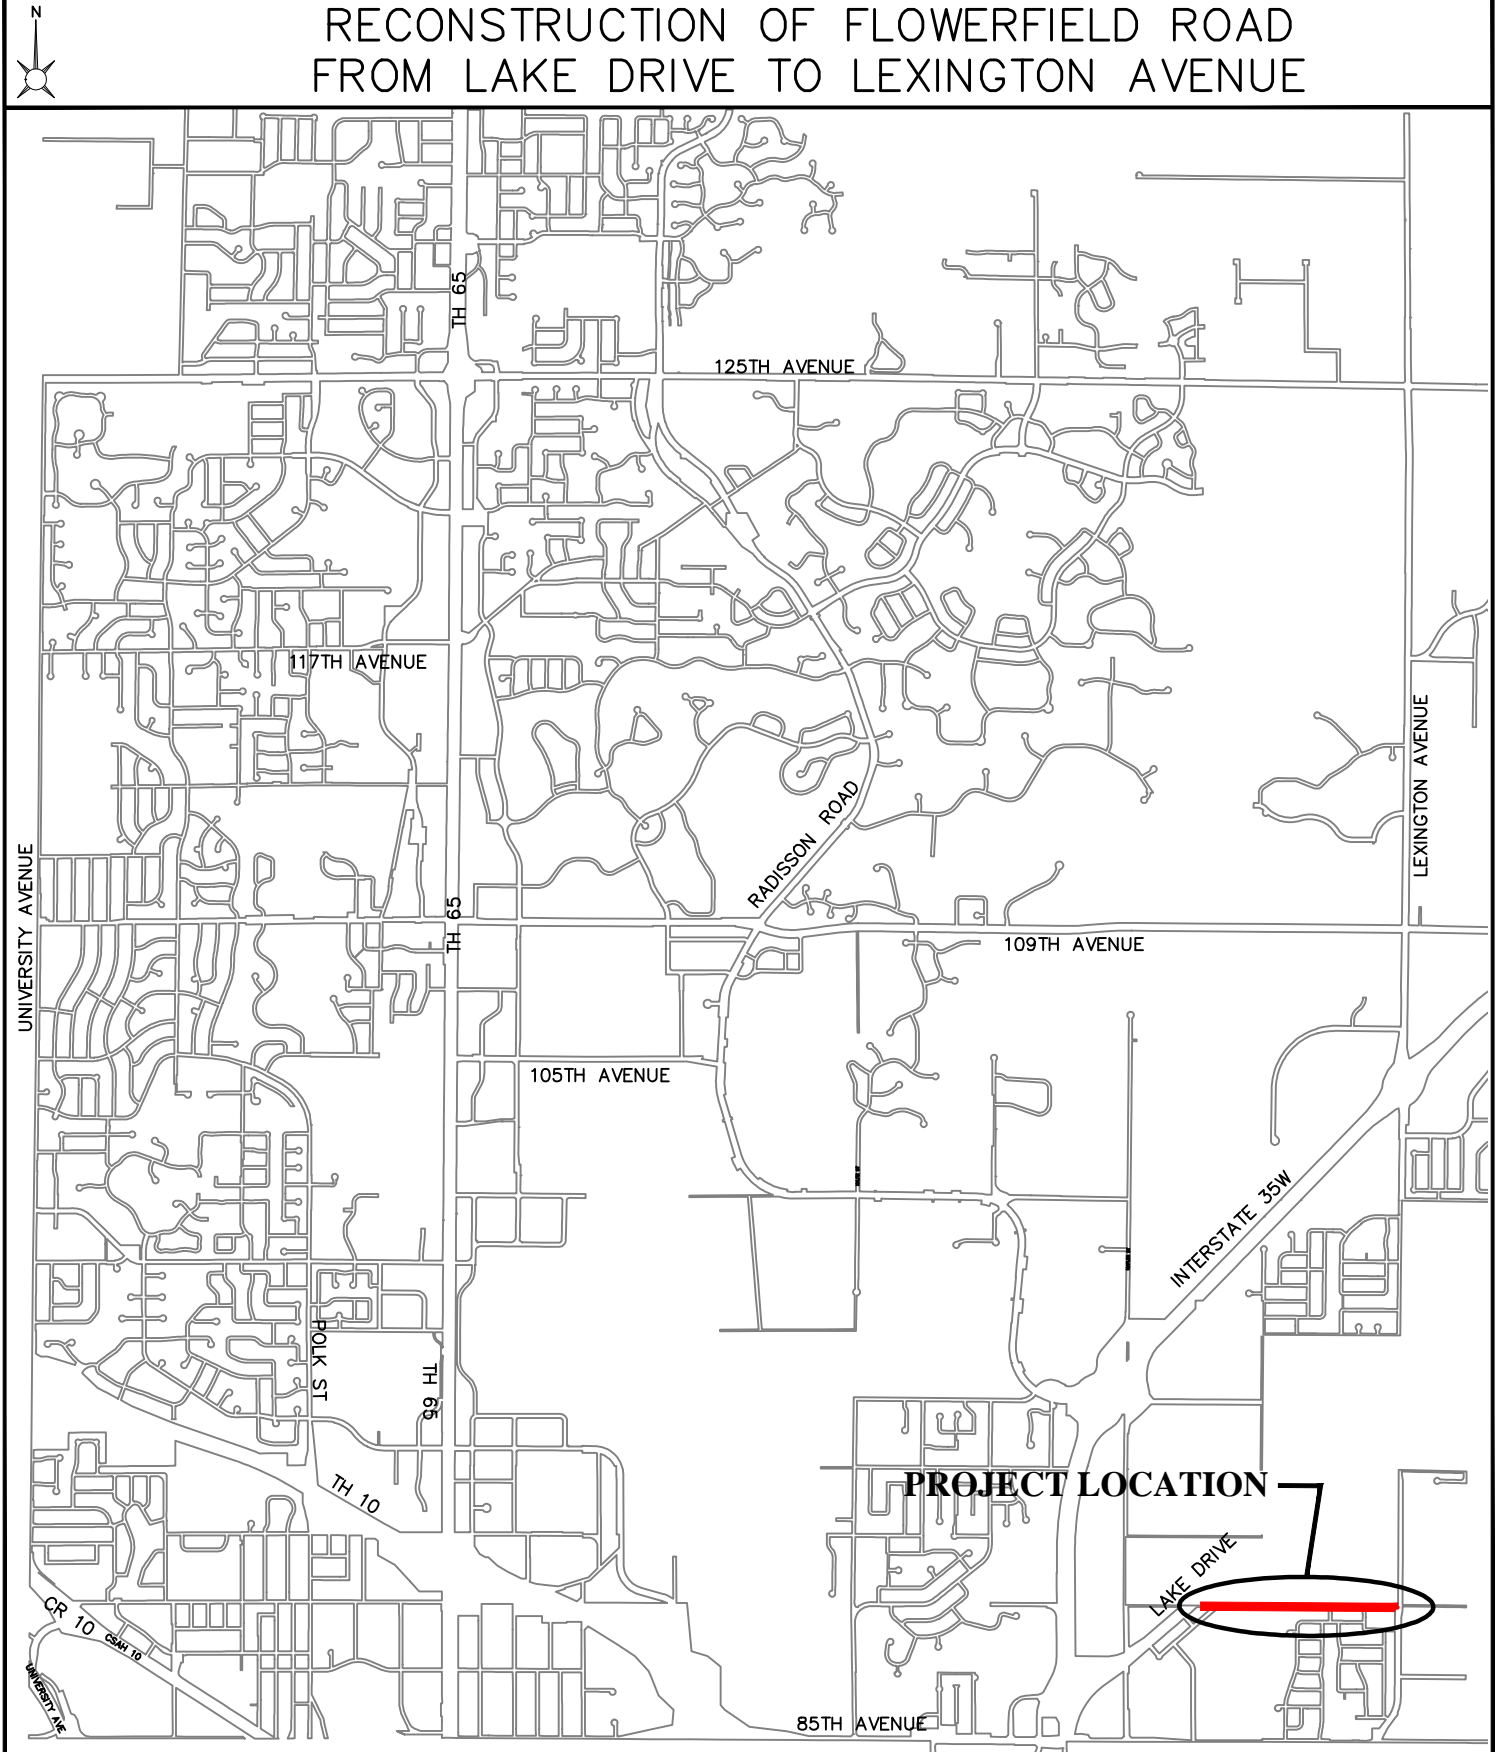 N
RECONSTRUCTION OF FLOWERFIELD ROAD
FROM LAKE DRIVE TO LEXINGTON AVENUE
TH 65
125TH AVENUE
117TH AVENUE
LEXINGTON AVENUE
RADISSON ROAD
UNIVERSITY AVENUE
TH 65
109TH AVENUE
105TH AVENUE
INTERSTATE 35W
POLK ST
TH 65
TH 10
PROJECT LOCATION
LAKE DRIVE
CR 10
CSAH 10
UNIVERSITY AVE
85TH AVENUE